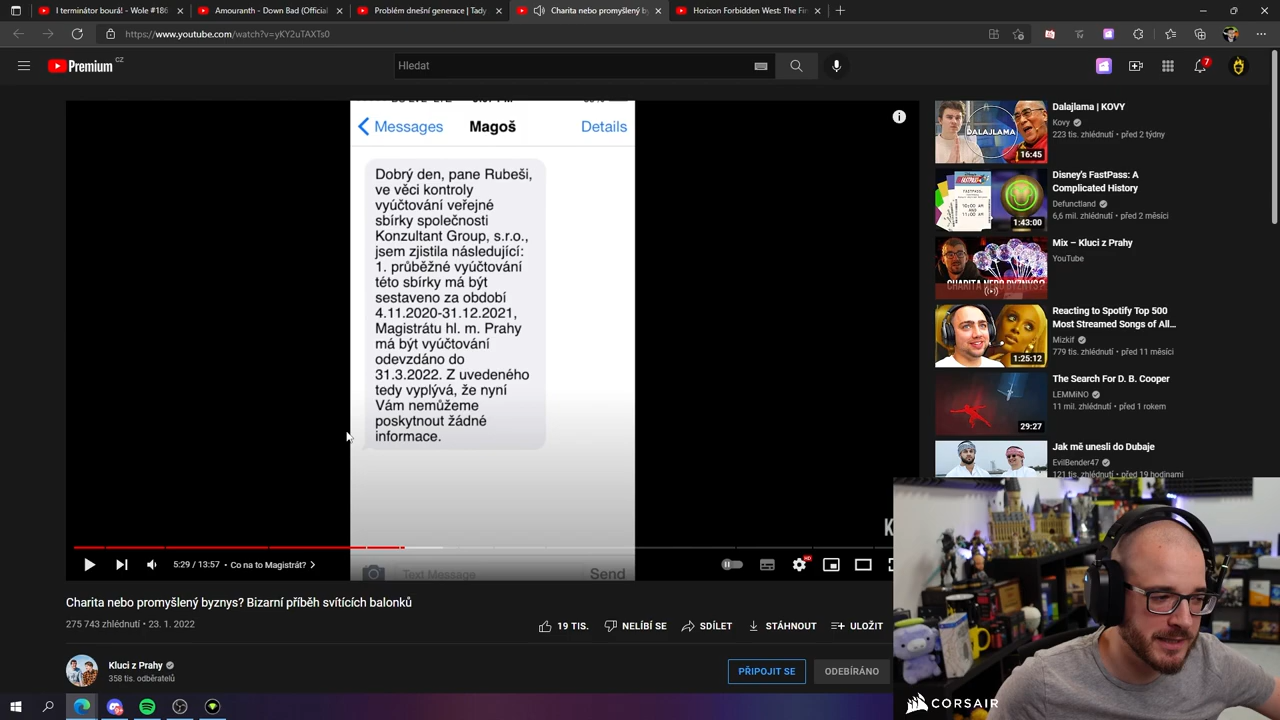 I terminátor bourá! - Wole #186
Amouranth - Down Bad (Official
Problém dnešní generace | Tady
Charita nebo promyšlený by
Horizon Forbidden West: The Fin
https://www.youtube.com/watch?v=yKY2uTAXTs0
Premium CZ
Hledat
7
Messages
Magoš
Details
Dobrý den, pane Rubeši,
ve věci kontroly
vyúčtování veřejné
sbírky společnosti
Konzultant Group, s.r.o.,
jsem zjistila následující:
1. průběžné vyúčtování
této sbírky má být
sestaveno za období
4.11.2020-31.12.2021,
Magistrátu hl. m. Prahy
má být vyúčtování
odevzdáno do
31.3.2022. Z uvedeného
tedy vyplývá, že nyní
Vám nemůžeme
poskytnout žádné
informace.
Text Message
Send
5:29 / 13:57 • Co na to Magistrát?
HD
Charita nebo promyšlený byznys? Bizarní příběh svítících balonků
275 743 zhlédnutí • 23. 1. 2022
19 TIS.
NELÍBÍ SE
SDÍLET
STÁHNOUT
ULOŽIT
Kluci z Prahy
358 tis. odběratelů
PŘIPOJIT SE
ODEBÍRÁNO
DALAJLAMA
16:45
Dalajlama | KOVY
Kovy
223 tis. zhlédnutí • před 2 týdny
1:43:00
Disney's FastPass: A
Complicated History
Defunctland
6,6 mil. zhlédnutí • před 2 měsíci
CHARITA NEBO BYZNYS?
Mix – Kluci z Prahy
YouTube
1:25:12
Reacting to Spotify Top 500
Most Streamed Songs of All...
Mizkif
779 tis. zhlédnutí • před 11 měsíci
29:27
The Search For D. B. Cooper
LEMMiNO
11 mil. zhlédnutí • před 1 rokem
Jak mě unesli do Dubaje
EvilBender47
121 tis. zhlédnutí • před 19 hodinami
CORSAIR